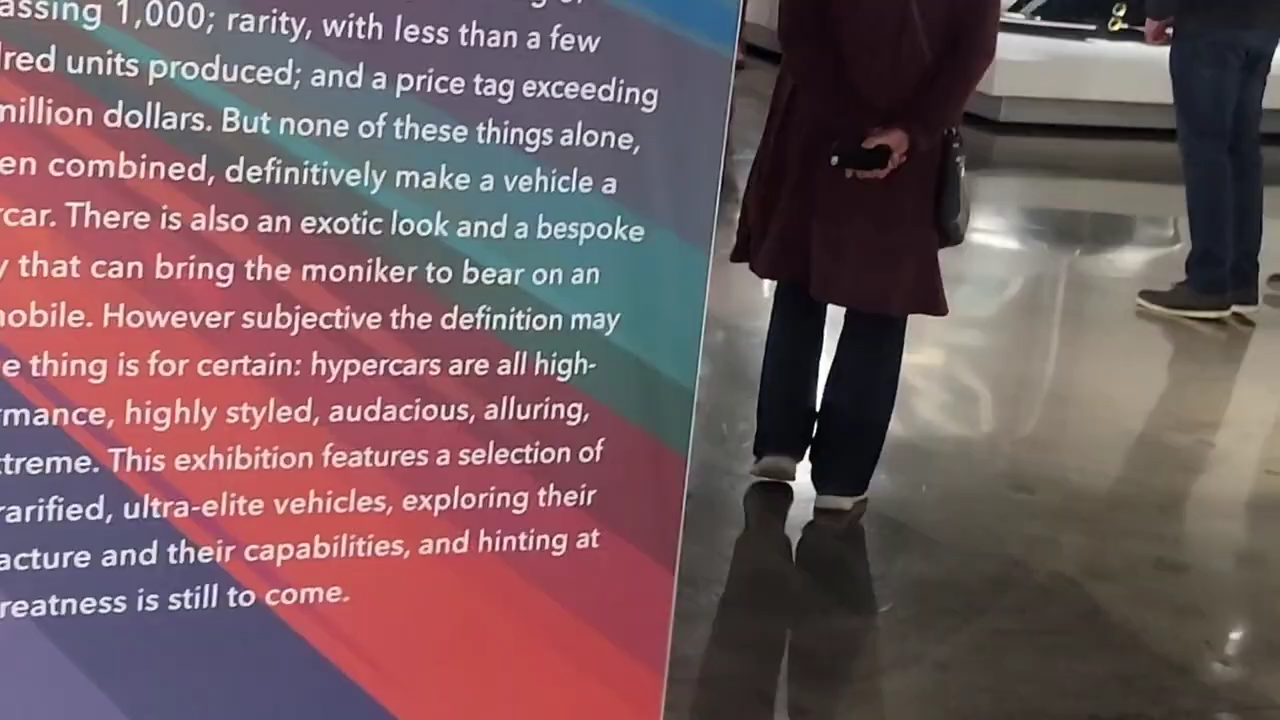 assing 1,000; rarity, with less than a few
dred units produced; and a price tag exceeding
million dollars. But none of these things alone,
en combined, definitively make a vehicle a
rcar. There is also an exotic look and a bespoke
y that can bring the moniker to bear on an
nobile. However subjective the definition may
e thing is for certain: hypercars are all high-
rmance, highly styled, audacious, alluring,
treme. This exhibition features a selection of
rarified, ultra-elite vehicles, exploring their
acture and their capabilities, and hinting at
reatness is still to come.